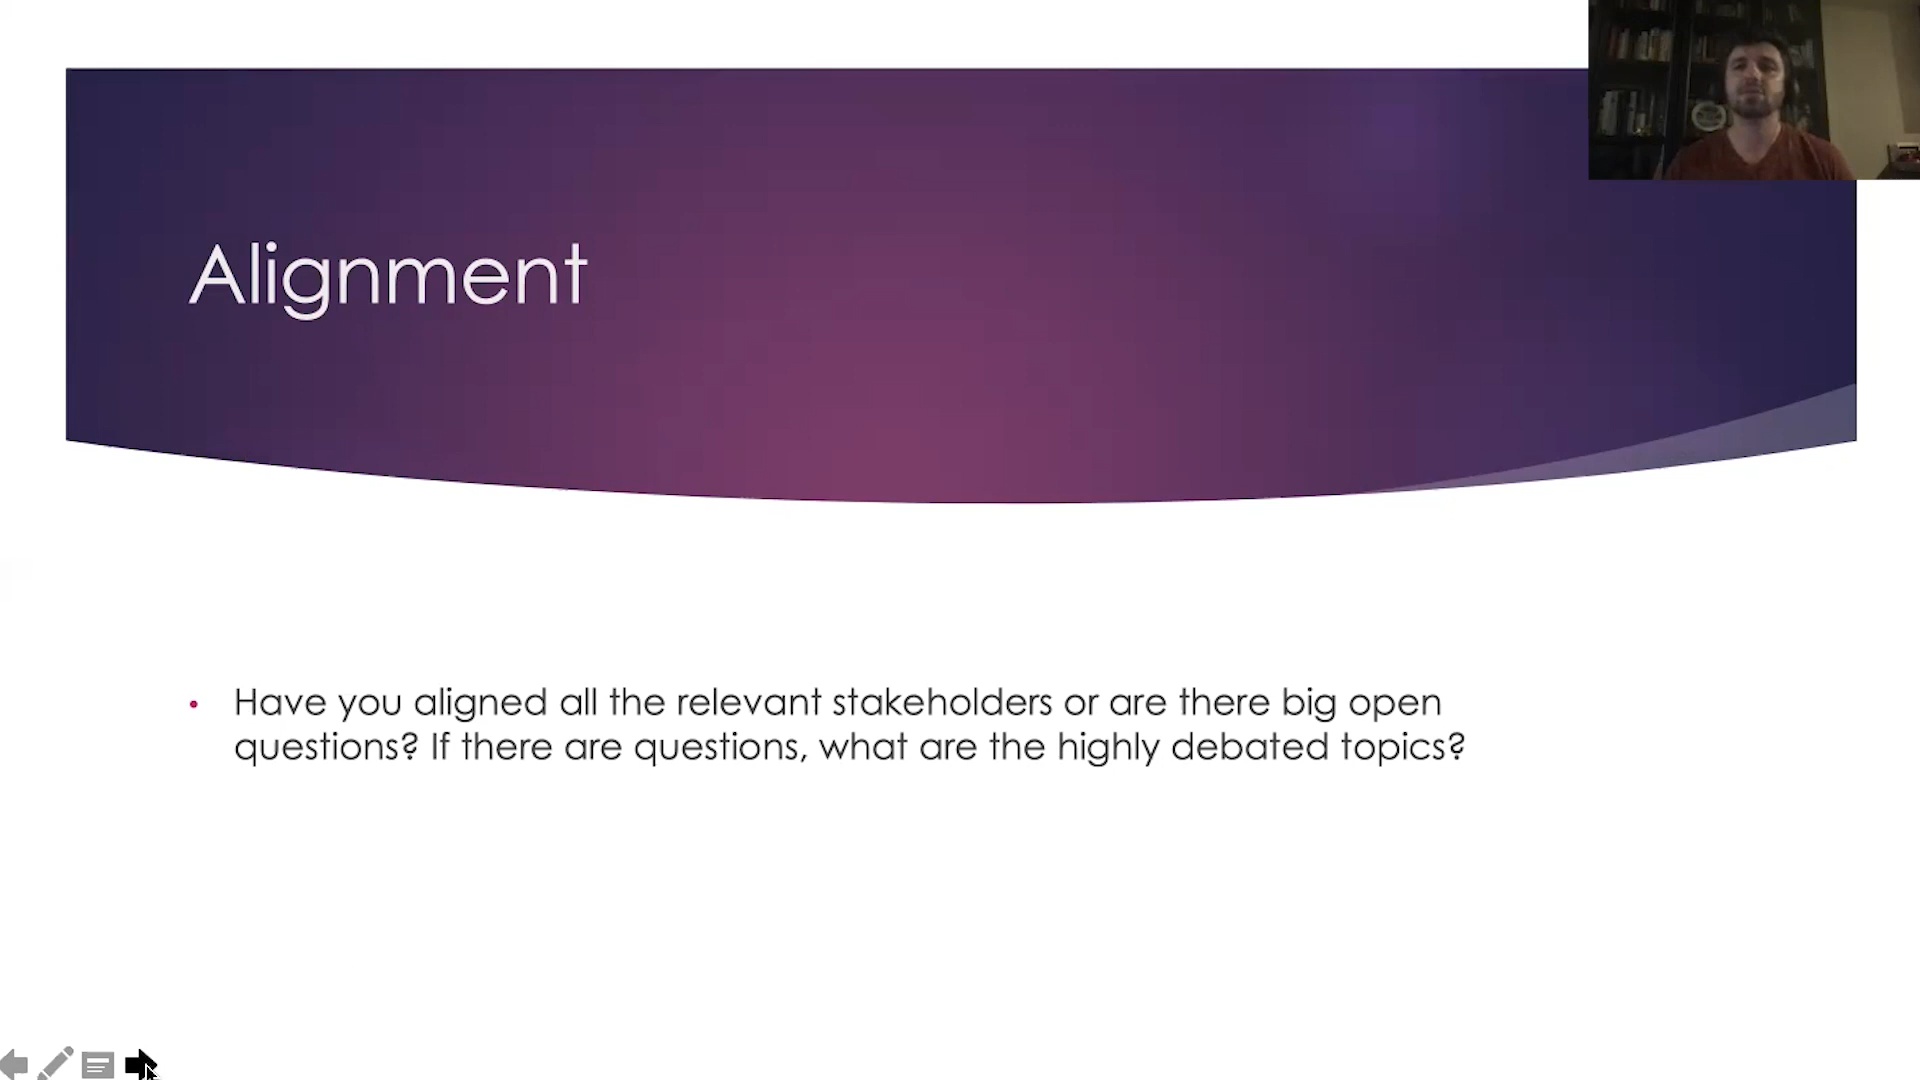 Alignment
• Have you aligned all the relevant stakeholders or are there big open
questions? If there are questions, what are the highly debated topics?